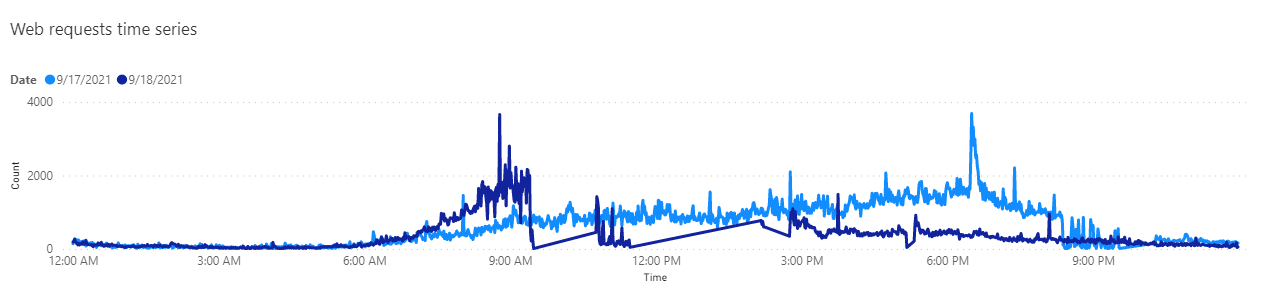 Web requests time series
Date 9/17/2021 9/18/2021
4000
2000
0
Count
12:00 AM 3:00 AM 6:00 AM 9:00 AM 12:00 PM 3:00 PM 6:00 PM 9:00 PM
Time